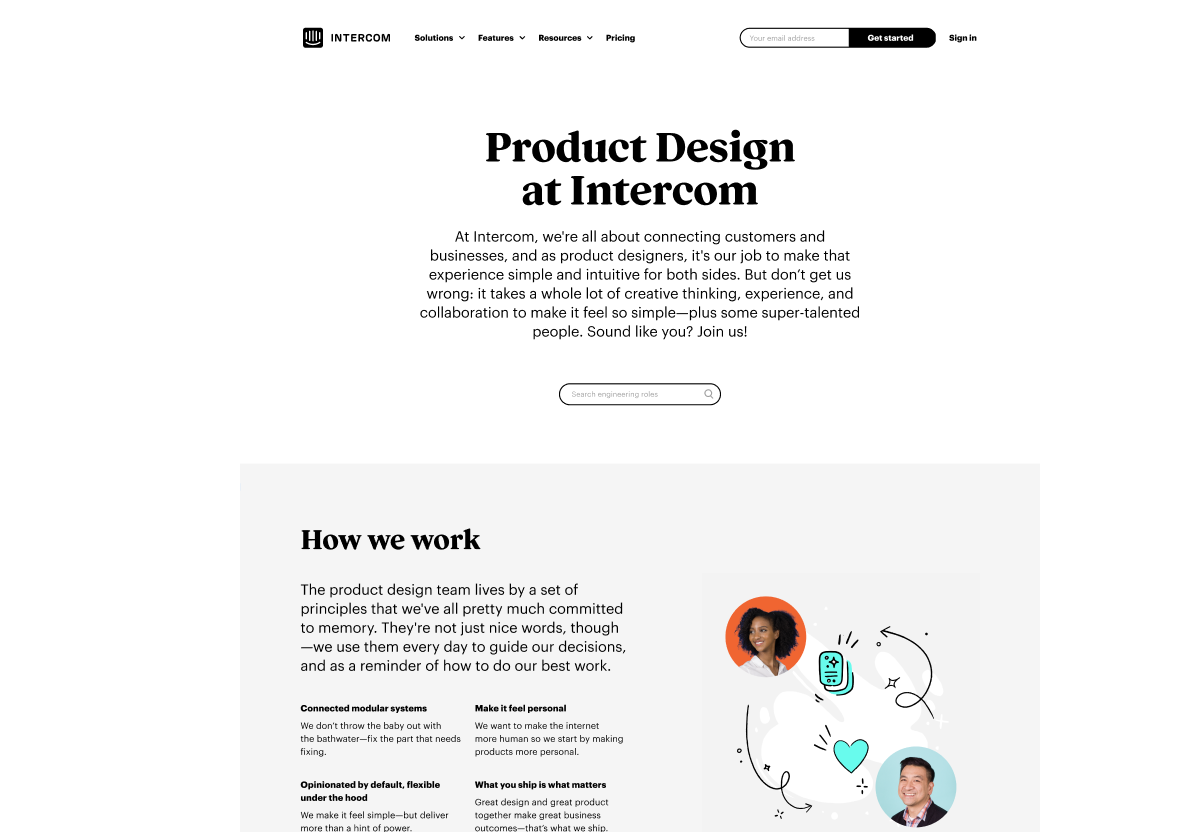 INTERCOM Solutions Features Resources Pricing Your email address Get started Sign in
Product Design
at Intercom
At Intercom, we're all about connecting customers and
businesses, and as product designers, it's our job to make that
experience simple and intuitive for both sides. But don’t get us
wrong: it takes a whole lot of creative thinking, experience, and
collaboration to make it feel so simple—plus some super-talented
people. Sound like you? Join us!
Search engineering roles
How we work
The product design team lives by a set of
principles that we've all pretty much committed
to memory. They're not just nice words, though
—we use them every day to guide our decisions,
and as a reminder of how to do our best work.
Connected modular systems
We don’t throw the baby out with
the bathwater—fix the part that needs
fixing.
Make it feel personal
We want to make the internet
more human so we start by making
products more personal.
Opinionated by default, flexible
under the hood
We make it feel simple—but deliver
more than a hint of power.
What you ship is what matters
Great design and great product
together make great business
outcomes—that’s what we ship.